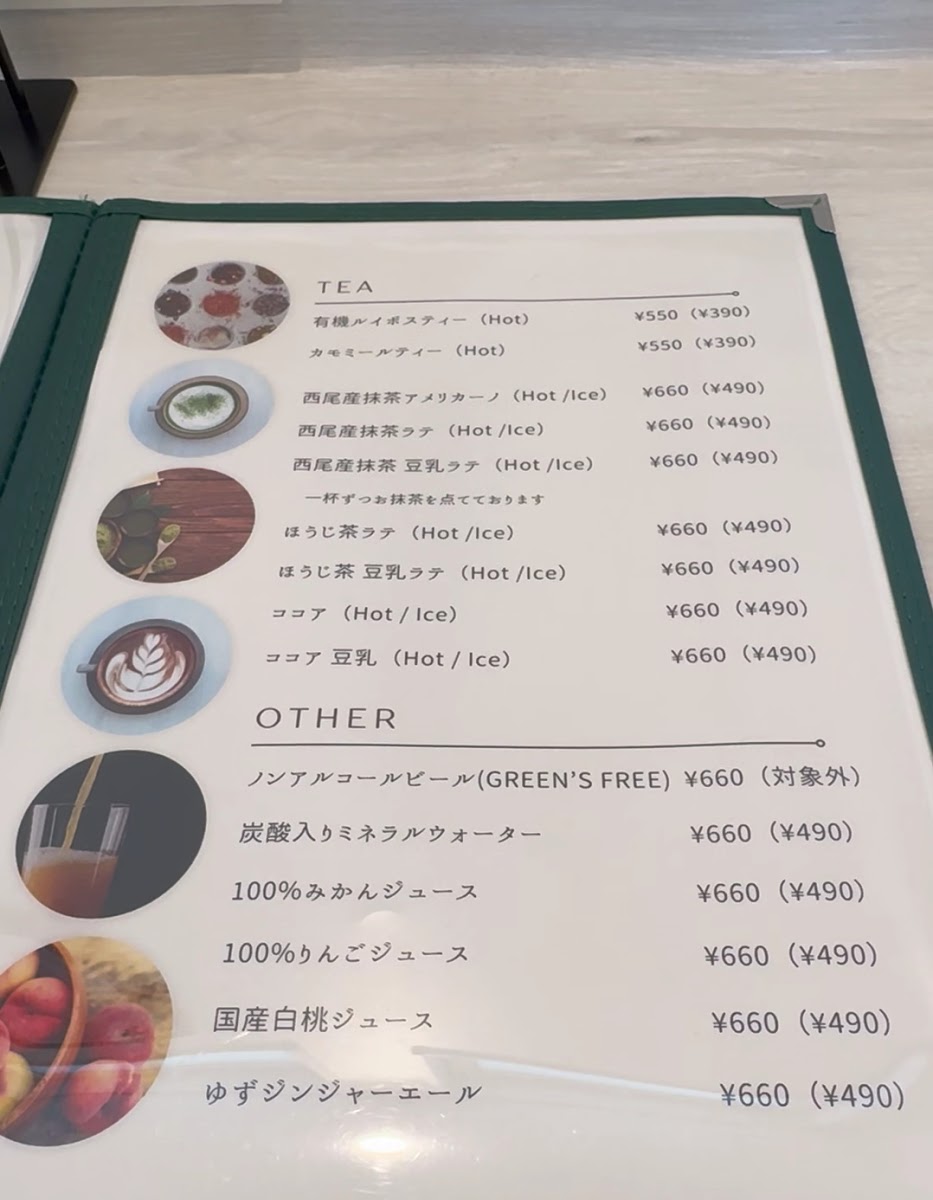 TEA
有機ルイボスティー（Hot） ¥550（¥390）
カモミールティー（Hot） ¥550（¥390）
西尾産抹茶アメリカーノ（Hot /Ice） ¥660（¥490）
西尾産抹茶ラテ（Hot /Ice） ¥660（¥490）
西尾産抹茶 豆乳ラテ（Hot /Ice） ¥660（¥490）
一杯ずつお抹茶を点てております
ほうじ茶ラテ（Hot /Ice） ¥660（¥490）
ほうじ茶 豆乳ラテ（Hot /Ice） ¥660（¥490）
ココア（Hot / Ice） ¥660（¥490）
ココア 豆乳（Hot / Ice） ¥660（¥490）
OTHER
ノンアルコールビール(GREEN'S FREE) ¥660（対象外）
炭酸入りミネラルウォーター ¥660（¥490）
100%みかんジュース ¥660（¥490）
100%りんごジュース ¥660（¥490）
国産白桃ジュース ¥660（¥490）
ゆずジンジャーエール ¥660（¥490）